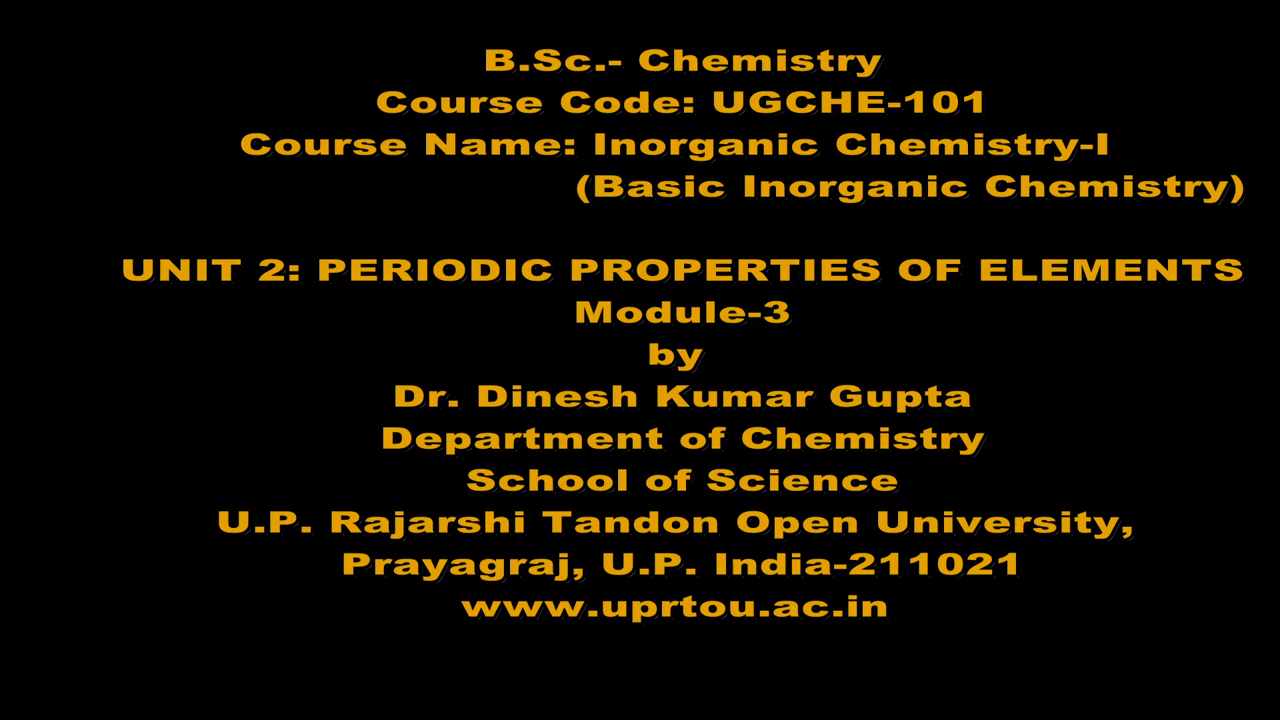 B.Sc.- Chemistry
Course Code: UGCHE-101
Course Name: Inorganic Chemistry-I
(Basic Inorganic Chemistry)
UNIT 2: PERIODIC PROPERTIES OF ELEMENTS
Module-3
by
Dr. Dinesh Kumar Gupta
Department of Chemistry
School of Science
U.P. Rajarshi Tandon Open University,
Prayagraj, U.P. India-211021
www.uprtou.ac.in